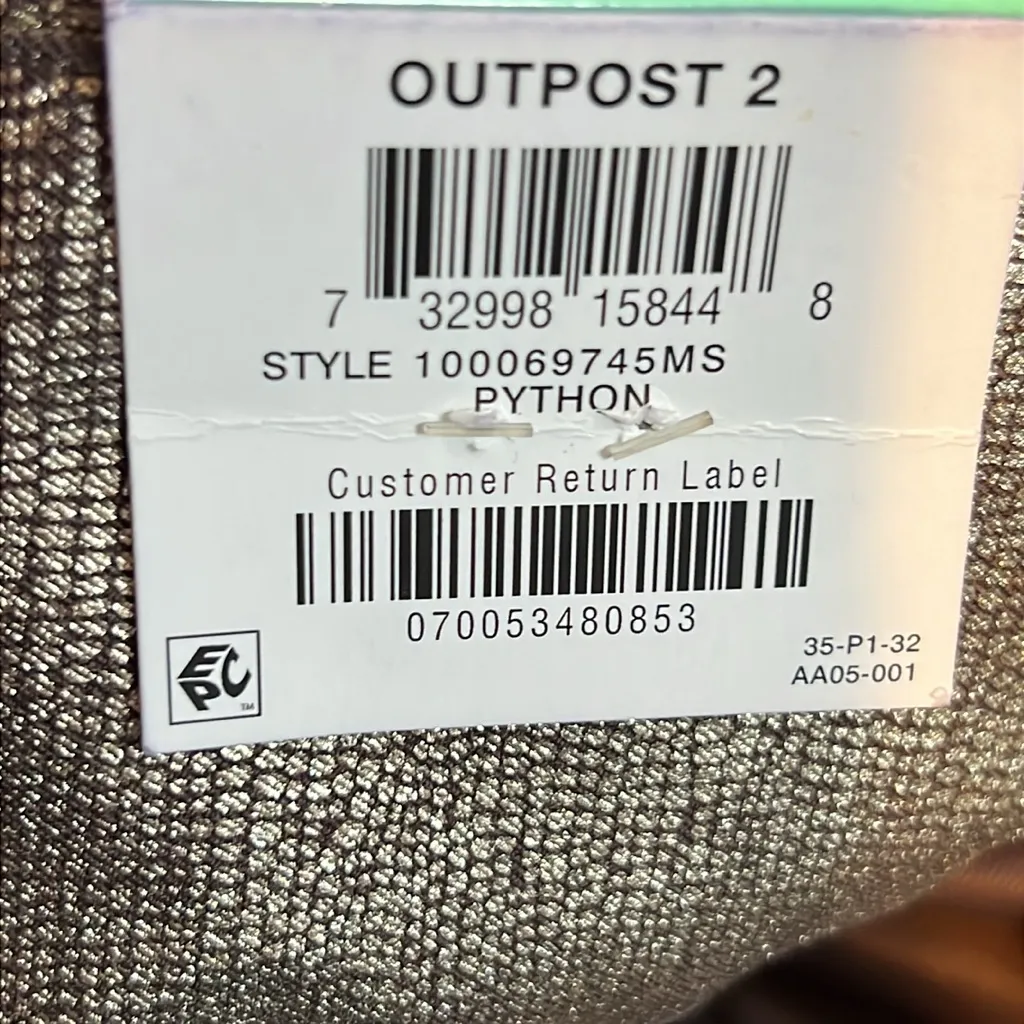 OUTPOST 2
7 32998 15844 8
STYLE 100069745MS
PYTHON
Customer Return Label
070053480853
35-P1-32
AA05-001
EPC
TM